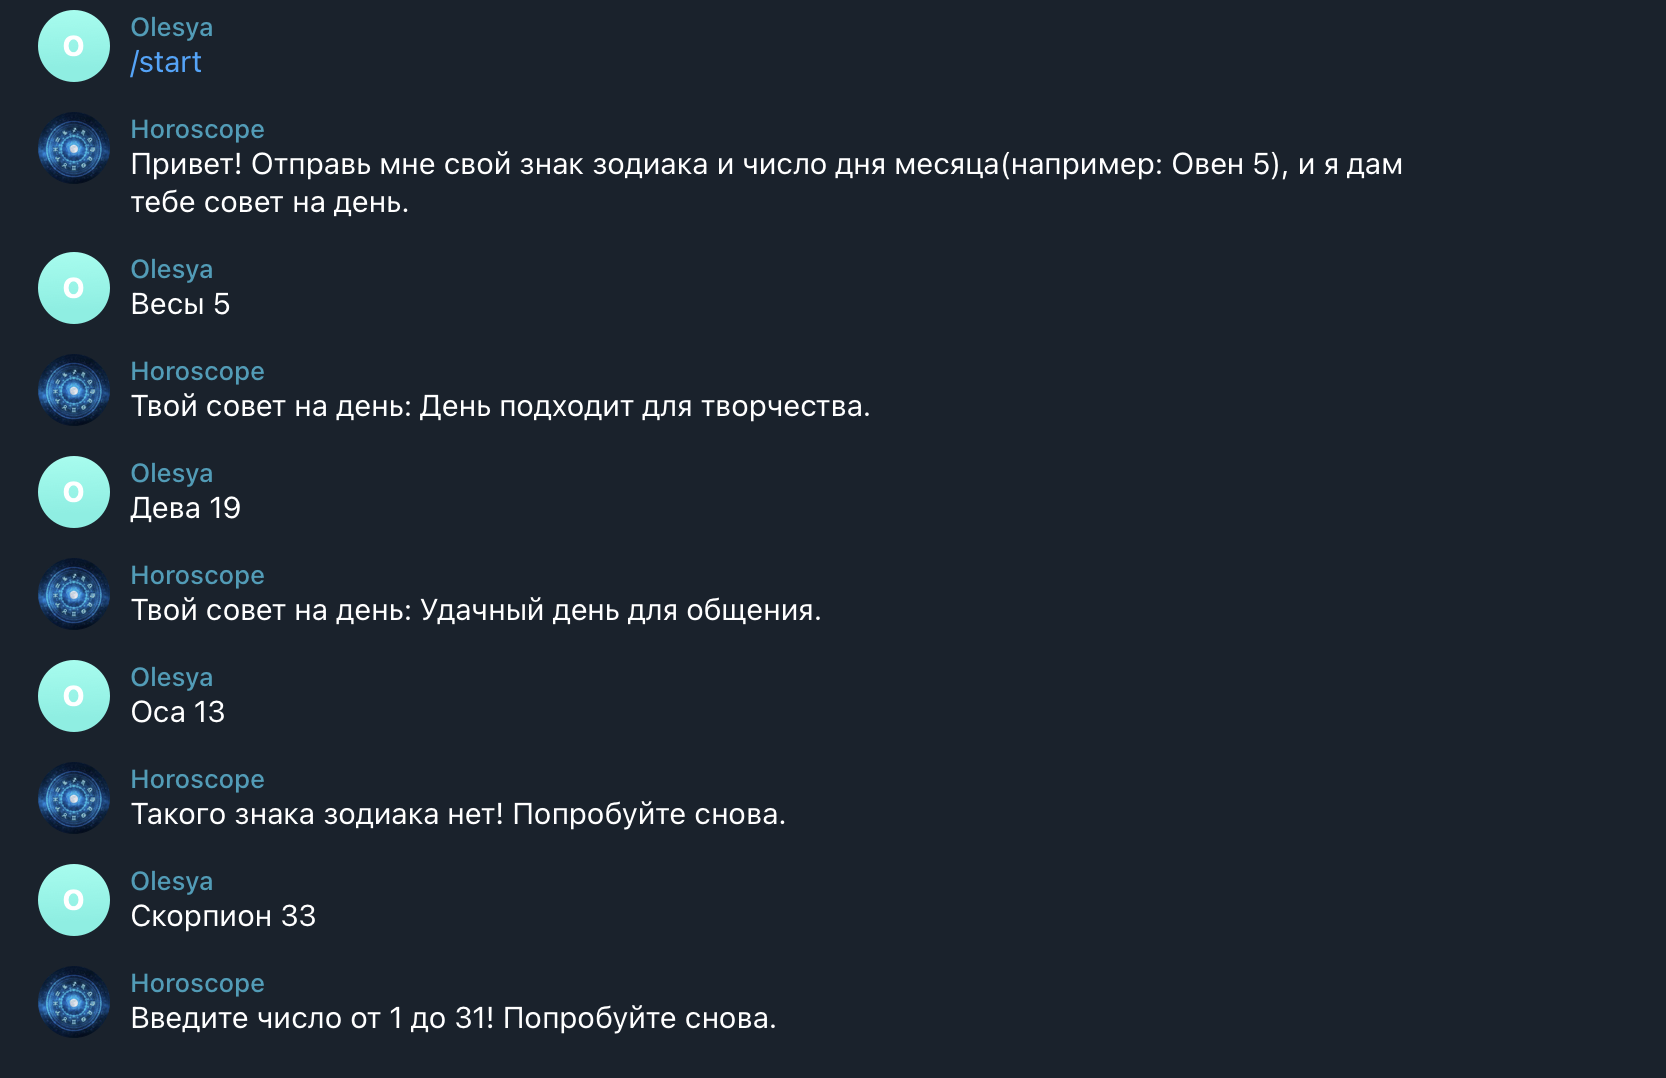 O
Olesya
/start
Horoscope
Привет! Отправь мне свой знак зодиака и число дня месяца(например: Овен 5), и я дам
тебе совет на день.
O
Olesya
Весы 5
Horoscope
Твой совет на день: День подходит для творчества.
O
Olesya
Дева 19
Horoscope
Твой совет на день: Удачный день для общения.
O
Olesya
Оса 13
Horoscope
Такого знака зодиака нет! Попробуйте снова.
O
Olesya
Скорпион 33
Horoscope
Введите число от 1 до 31! Попробуйте снова.